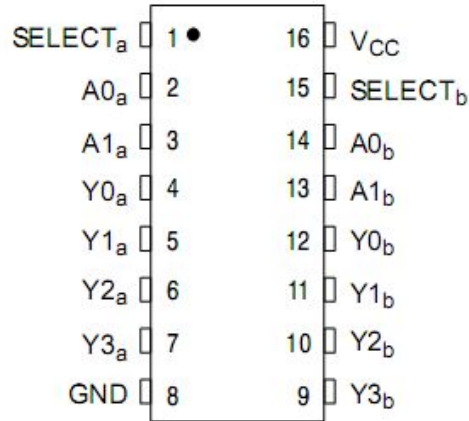 SELECTa 1 16 VCC
A0a 2 15 SELECTb
A1a 3 14 A0b
Y0a 4 13 A1b
Y1a 5 12 Y0b
Y2a 6 11 Y1b
Y3a 7 10 Y2b
GND 8 9 Y3b